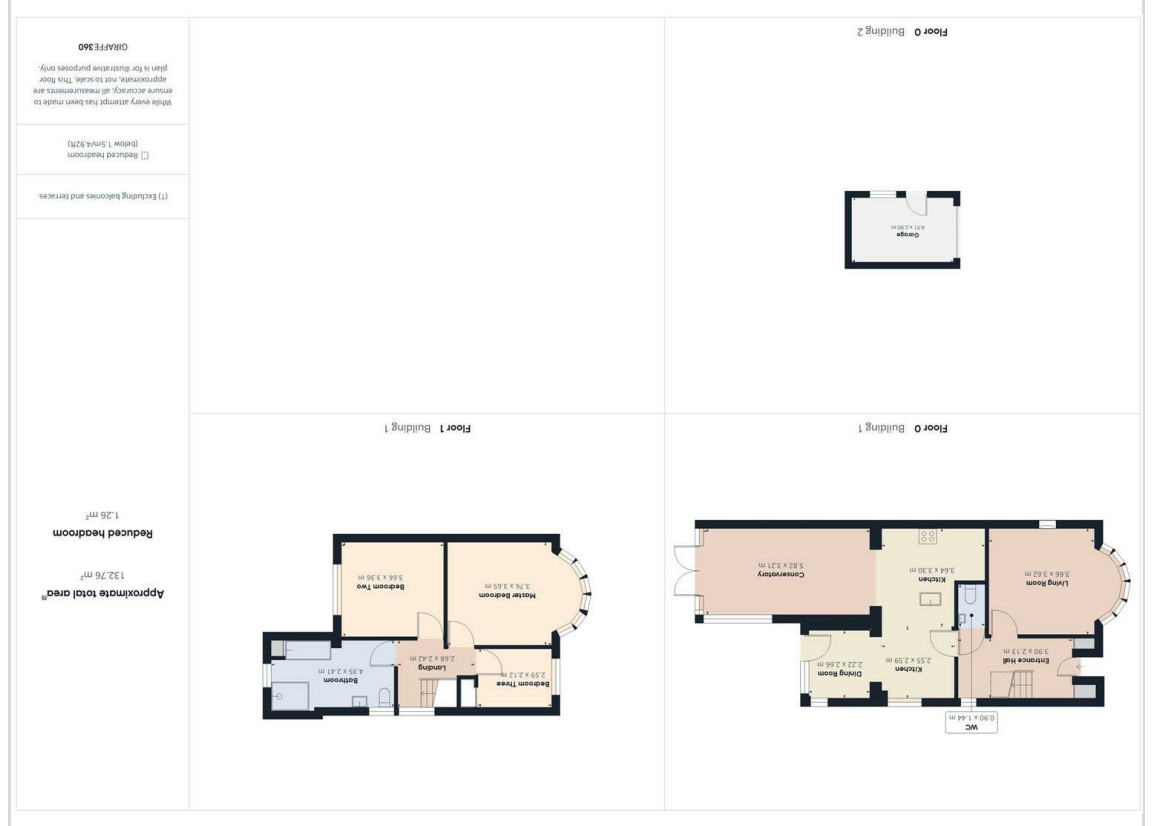 WC
0.90 x 1.44 m
Entrance Hall
3.90 x 2.13 m
Kitchen
2.55 x 2.59 m
Dining Room
2.22 x 2.66 m
Living Room
3.66 x 3.62 m
Kitchen
3.64 x 3.30 m
Conservatory
5.82 x 3.21 m
Floor 0 Building 1
Bedroom Three
2.59 x 2.12 m
Landing
2.68 x 2.42 m
Bathroom
4.35 x 2.41 m
Master Bedroom
3.76 x 3.65 m
Bedroom Two
3.66 x 3.36 m
Floor 1 Building 1
Garage
4.51 x 2.90 m
Floor 0 Building 2
Approximate total area(1)
132.76 m²
Reduced headroom
1.26 m²
(1) Excluding balconies and terraces
Reduced headroom
(below 1.5m/4.92ft)
While every attempt has been made to
ensure accuracy, all measurements are
approximate, not to scale. This floor
plan is for illustrative purposes only.
GIRAFFE360